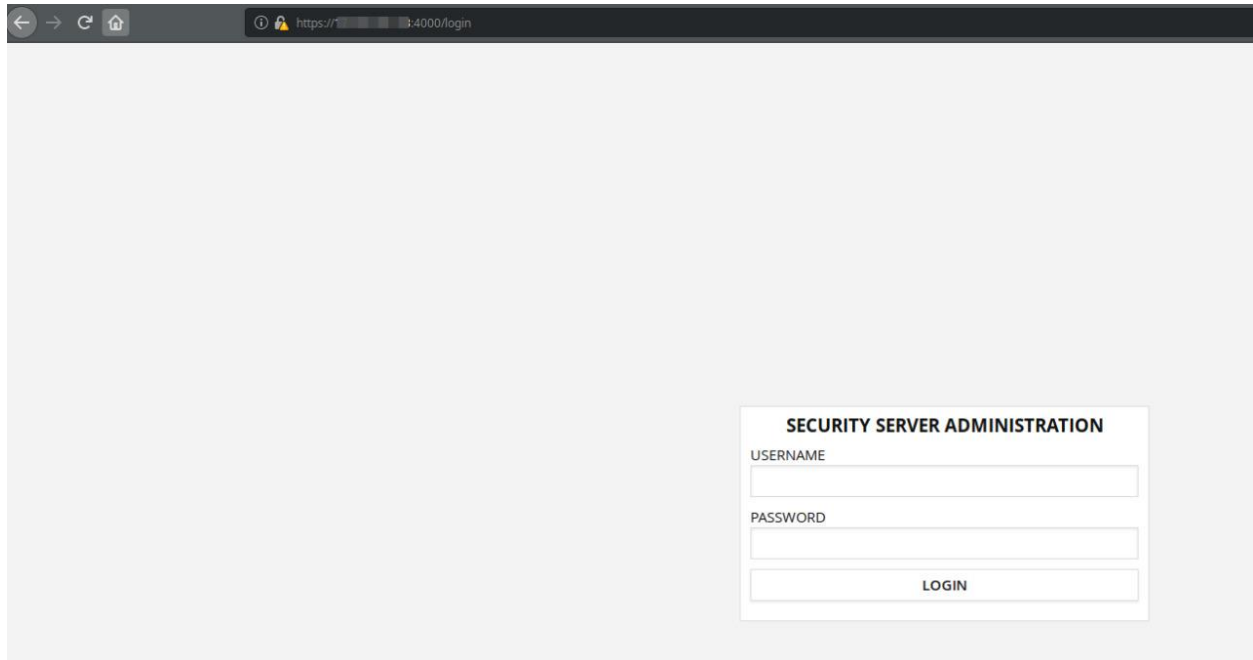 https:// :4000/login
SECURITY SERVER ADMINISTRATION
USERNAME
PASSWORD
LOGIN